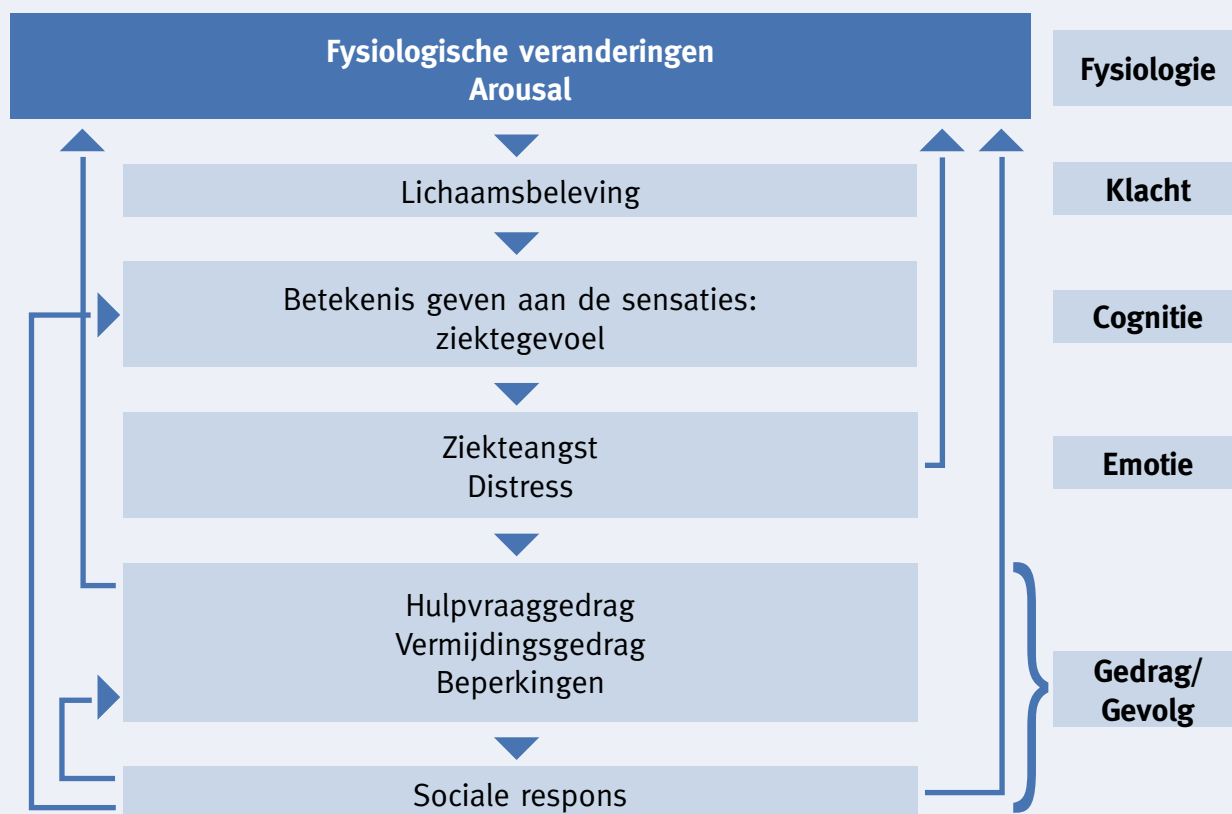 Fysiologische veranderingen
Arousal
Fysiologie
Lichaamsbeleving
Klacht
Betekenis geven aan de sensaties:
ziektegevoel
Cognitie
Ziekteangst
Distress
Emotie
Hulpvraaggedrag
Vermijdingsgedrag
Beperkingen
Gedrag/
Gevolg
Sociale respons